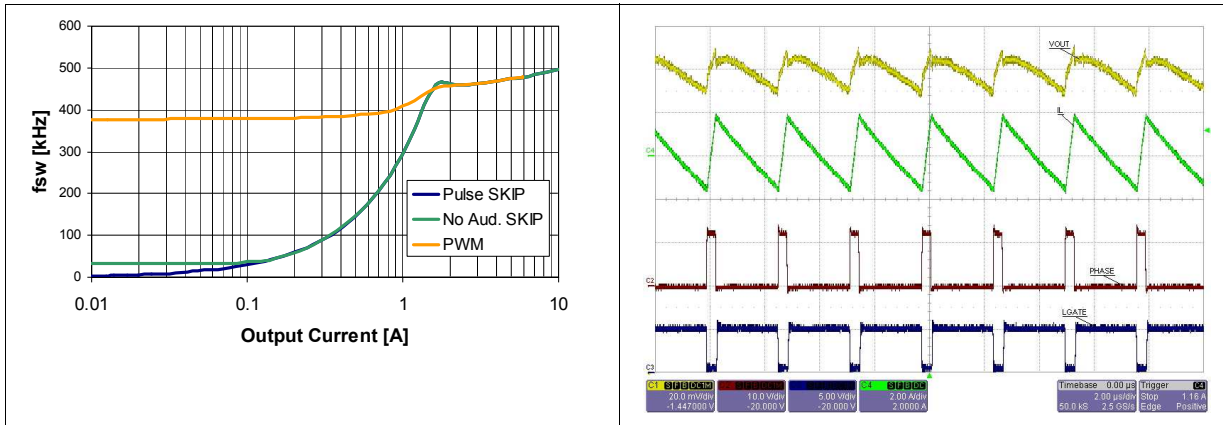 600
500
400
300
200
100
0
fsw [kHz]
Pulse SKIP
No Aud. SKIP
PWM
0.01 0.1 1 10
Output Current [A]
VOUT
IL
C4
PHASE
C2
LGATE
C3
C1 S F B DC1M
20.0 mV/div
-1.447000 V
10.0 V/div
-20.000 V
5.00 V/div
-20.000 V
C4 S F B DC
2.00 A/div
2.0000 A
Timebase 0.00 µs
2.00 µs/div
50.0 kS 2.5 GS/s
Trigger C4
Stop 1.16 A
Edge Positive